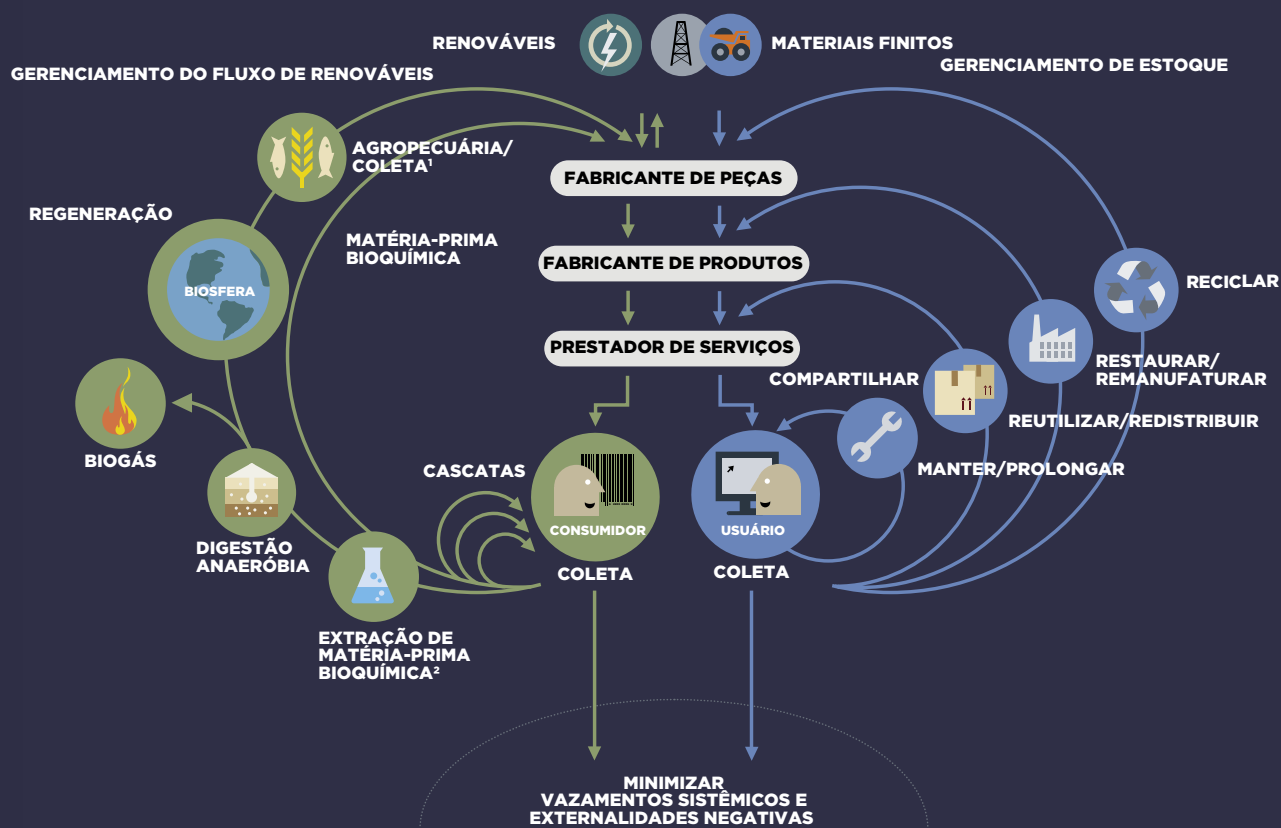 RENOVÁVEIS
MATERIAIS FINITOS
GERENCIAMENTO DO FLUXO DE RENOVÁVEIS
GERENCIAMENTO DE ESTOQUE
AGROPECUÁRIA/
COLETA¹
FABRICANTE DE PEÇAS
REGENERAÇÃO
MATÉRIA-PRIMA
BIOQUÍMICA
FABRICANTE DE PRODUTOS
BIOSFERA
RECICLAR
PRESTADOR DE SERVIÇOS
RESTAURAR/
REMANUFATURAR
COMPARTILHAR
REUTILIZAR/REDISTRIBUIR
BIOGÁS
CASCATAS
MANTER/PROLONGAR
CONSUMIDOR
USUÁRIO
DIGESTÃO
ANAERÓBIA
COLETA
COLETA
EXTRAÇÃO DE
MATÉRIA-PRIMA
BIOQUÍMICA²
MINIMIZAR
VAZAMENTOS SISTÊMICOS E
EXTERNALIDADES NEGATIVAS